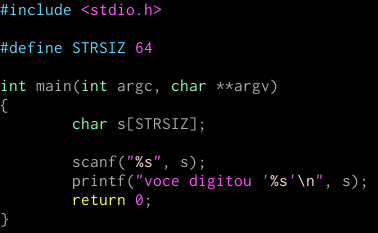 #include <stdio.h>
#define STRSIZ 64
int main(int argc, char **argv)
{
        char s[STRSIZ];
        scanf("%s", s);
        printf("voce digitou '%s'\n", s);
        return 0;
}